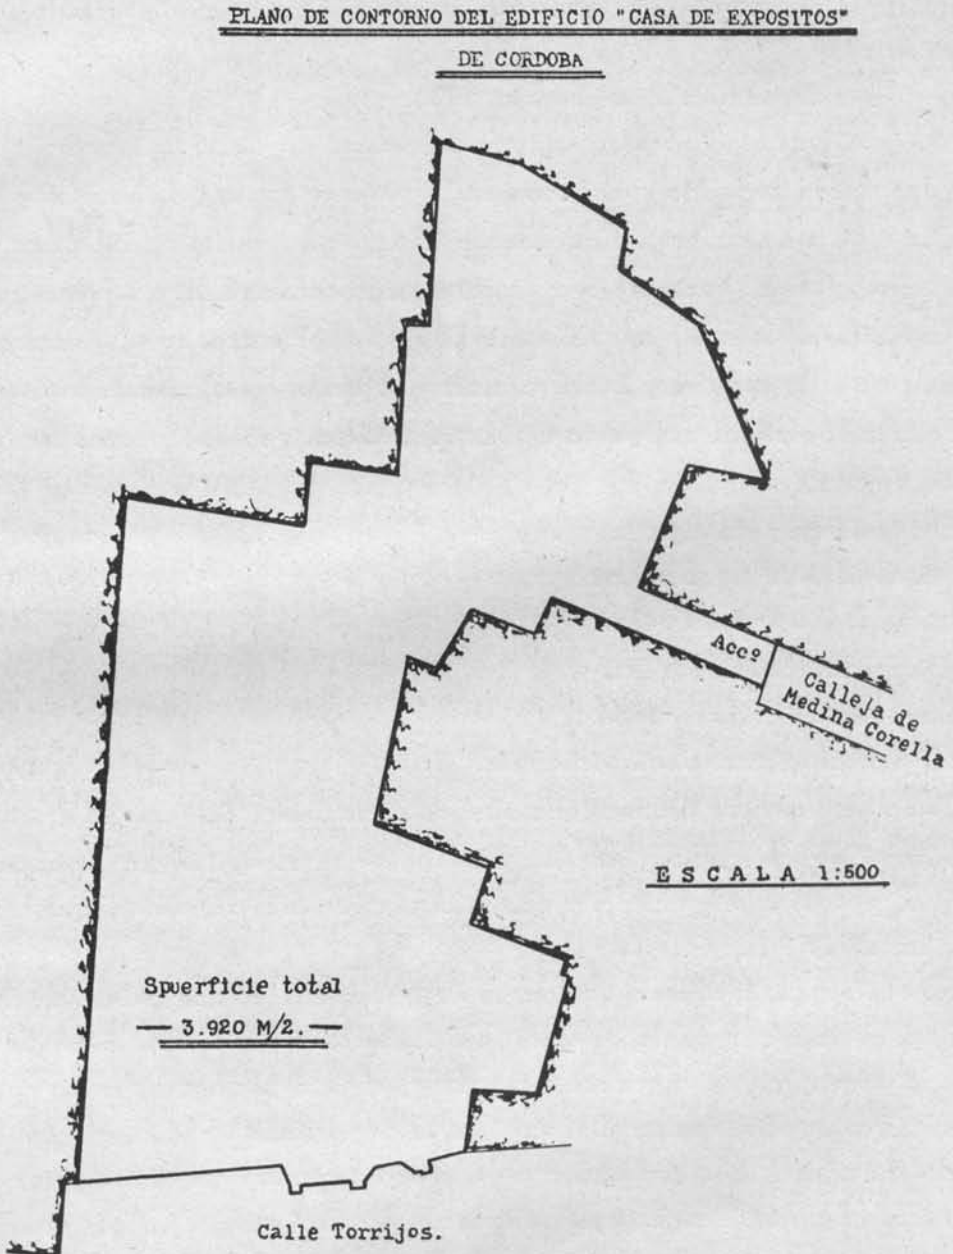 PLANO DE CONTORNO DEL EDIFICIO "CASA DE EXPOSITOS"
DE CORDOBA
Accº
Calleja de
Medina Corella
ESCALA 1:500
Spuerficie total
3.920 M/2.
Calle Torrijos.